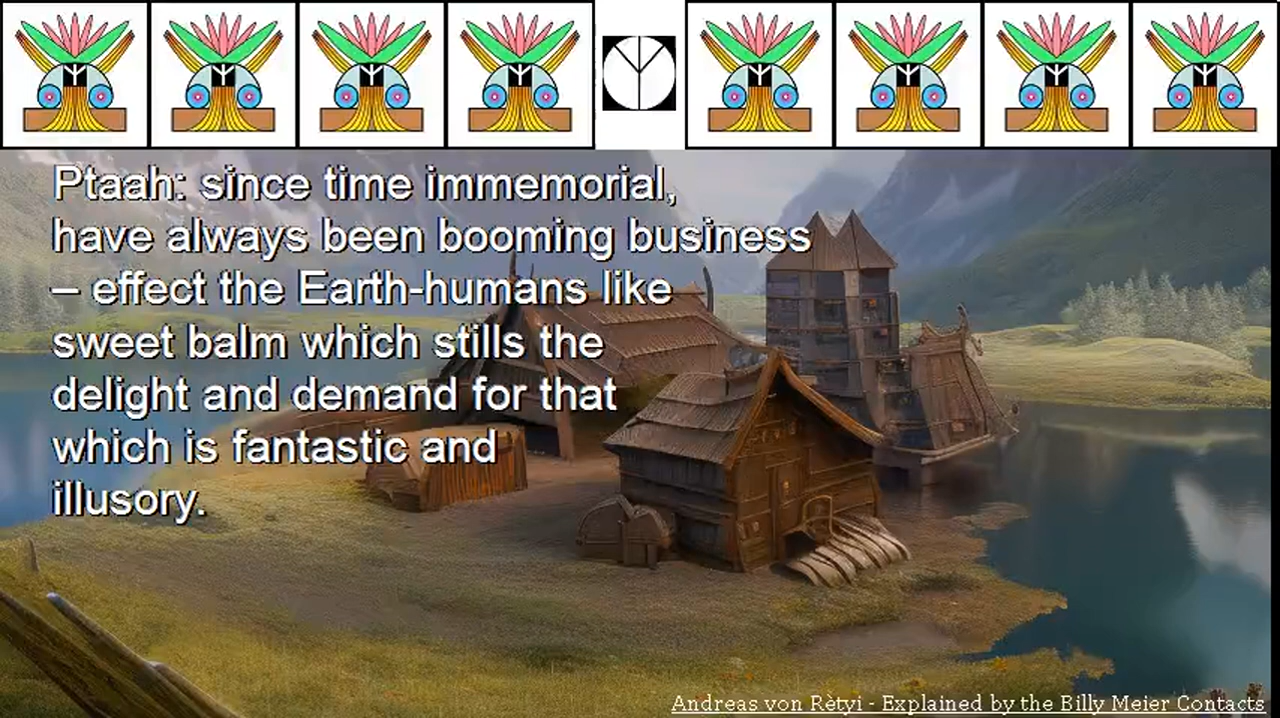 Ptaah: since time immemorial,
have always been booming business
– effect the Earth-humans like
sweet balm which stills the
delight and demand for that
which is fantastic and
illusory.
Andreas von Rètyi - Explained by the Billy Meier Contacts